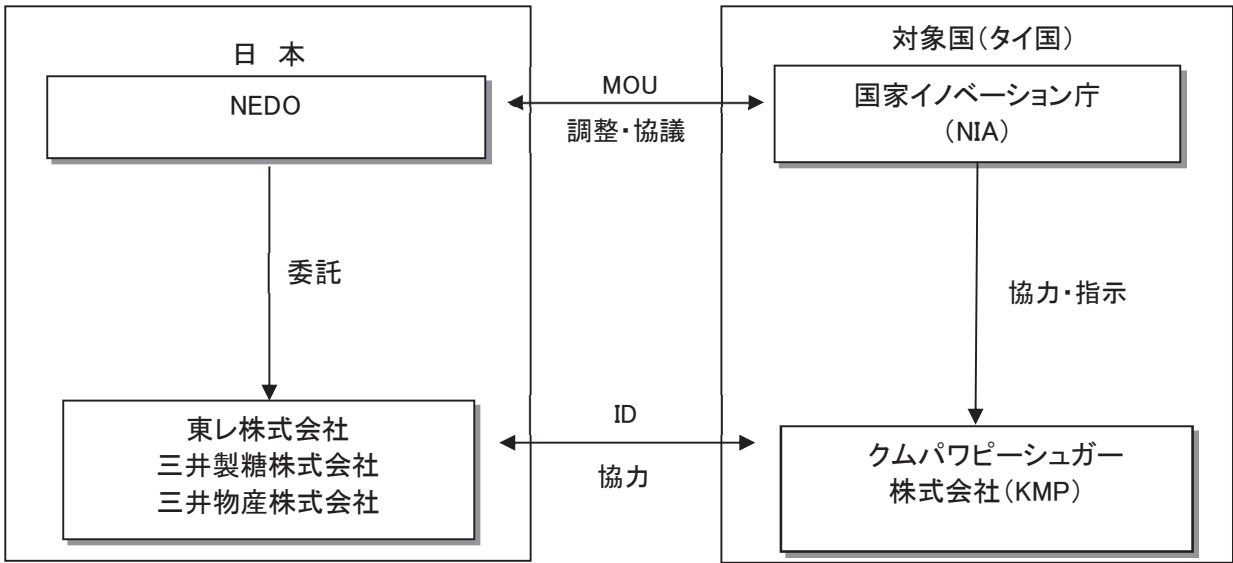 日 本
NEDO
MOU
調整・協議
対象国(タイ国)
国家イノベーション庁
(NIA)
委託
協力・指示
東レ株式会社
三井製糖株式会社
三井物産株式会社
ID
協力
クムパワピーシュガー
株式会社(KMP)